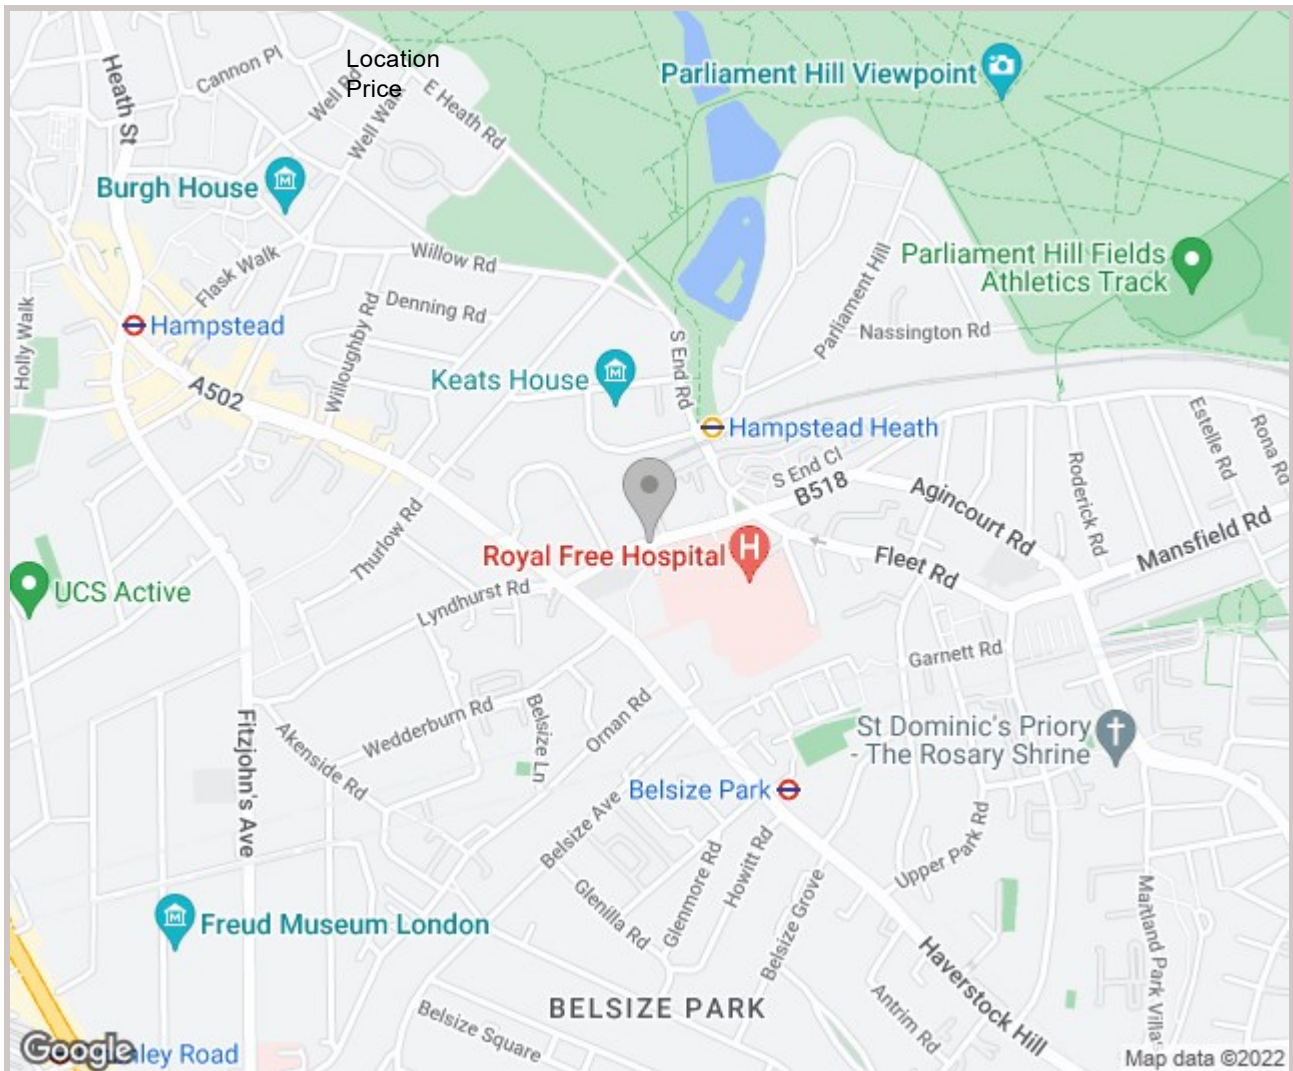 Location
Price
Heath St
Cannon Pl
Well Rd
Well Walk
E Heath Rd
Parliament Hill Viewpoint
Burgh House
Flask Walk
Willow Rd
Denning Rd
Willoughby Rd
Holly Walk
Hampstead
A502
Keats House
S End Rd
Parliament Hill
Nassington Rd
Parliament Hill Fields
Athletics Track
Hampstead Heath
S End Cl
B518
Agincourt Rd
Roderick Rd
Estelle Rd
Rona Rd
Mansfield Rd
Fleet Rd
Royal Free Hospital
H
Thurlow Rd
Lyndhurst Rd
UCS Active
Garnett Rd
Fitzjohn's Ave
Akenside Rd
Wedderburn Rd
Belsize Ln
Ornan Rd
St Dominic's Priory
- The Rosary Shrine
Belsize Park
Belsize Ave
Glenilla Rd
Glenmore Rd
Howitt Rd
Belsize Grove
Upper Park Rd
Freud Museum London
Haverstock Hill
Antrim Rd
BELSIZE PARK
Belsize Square
Google
Road
Map data ©2022